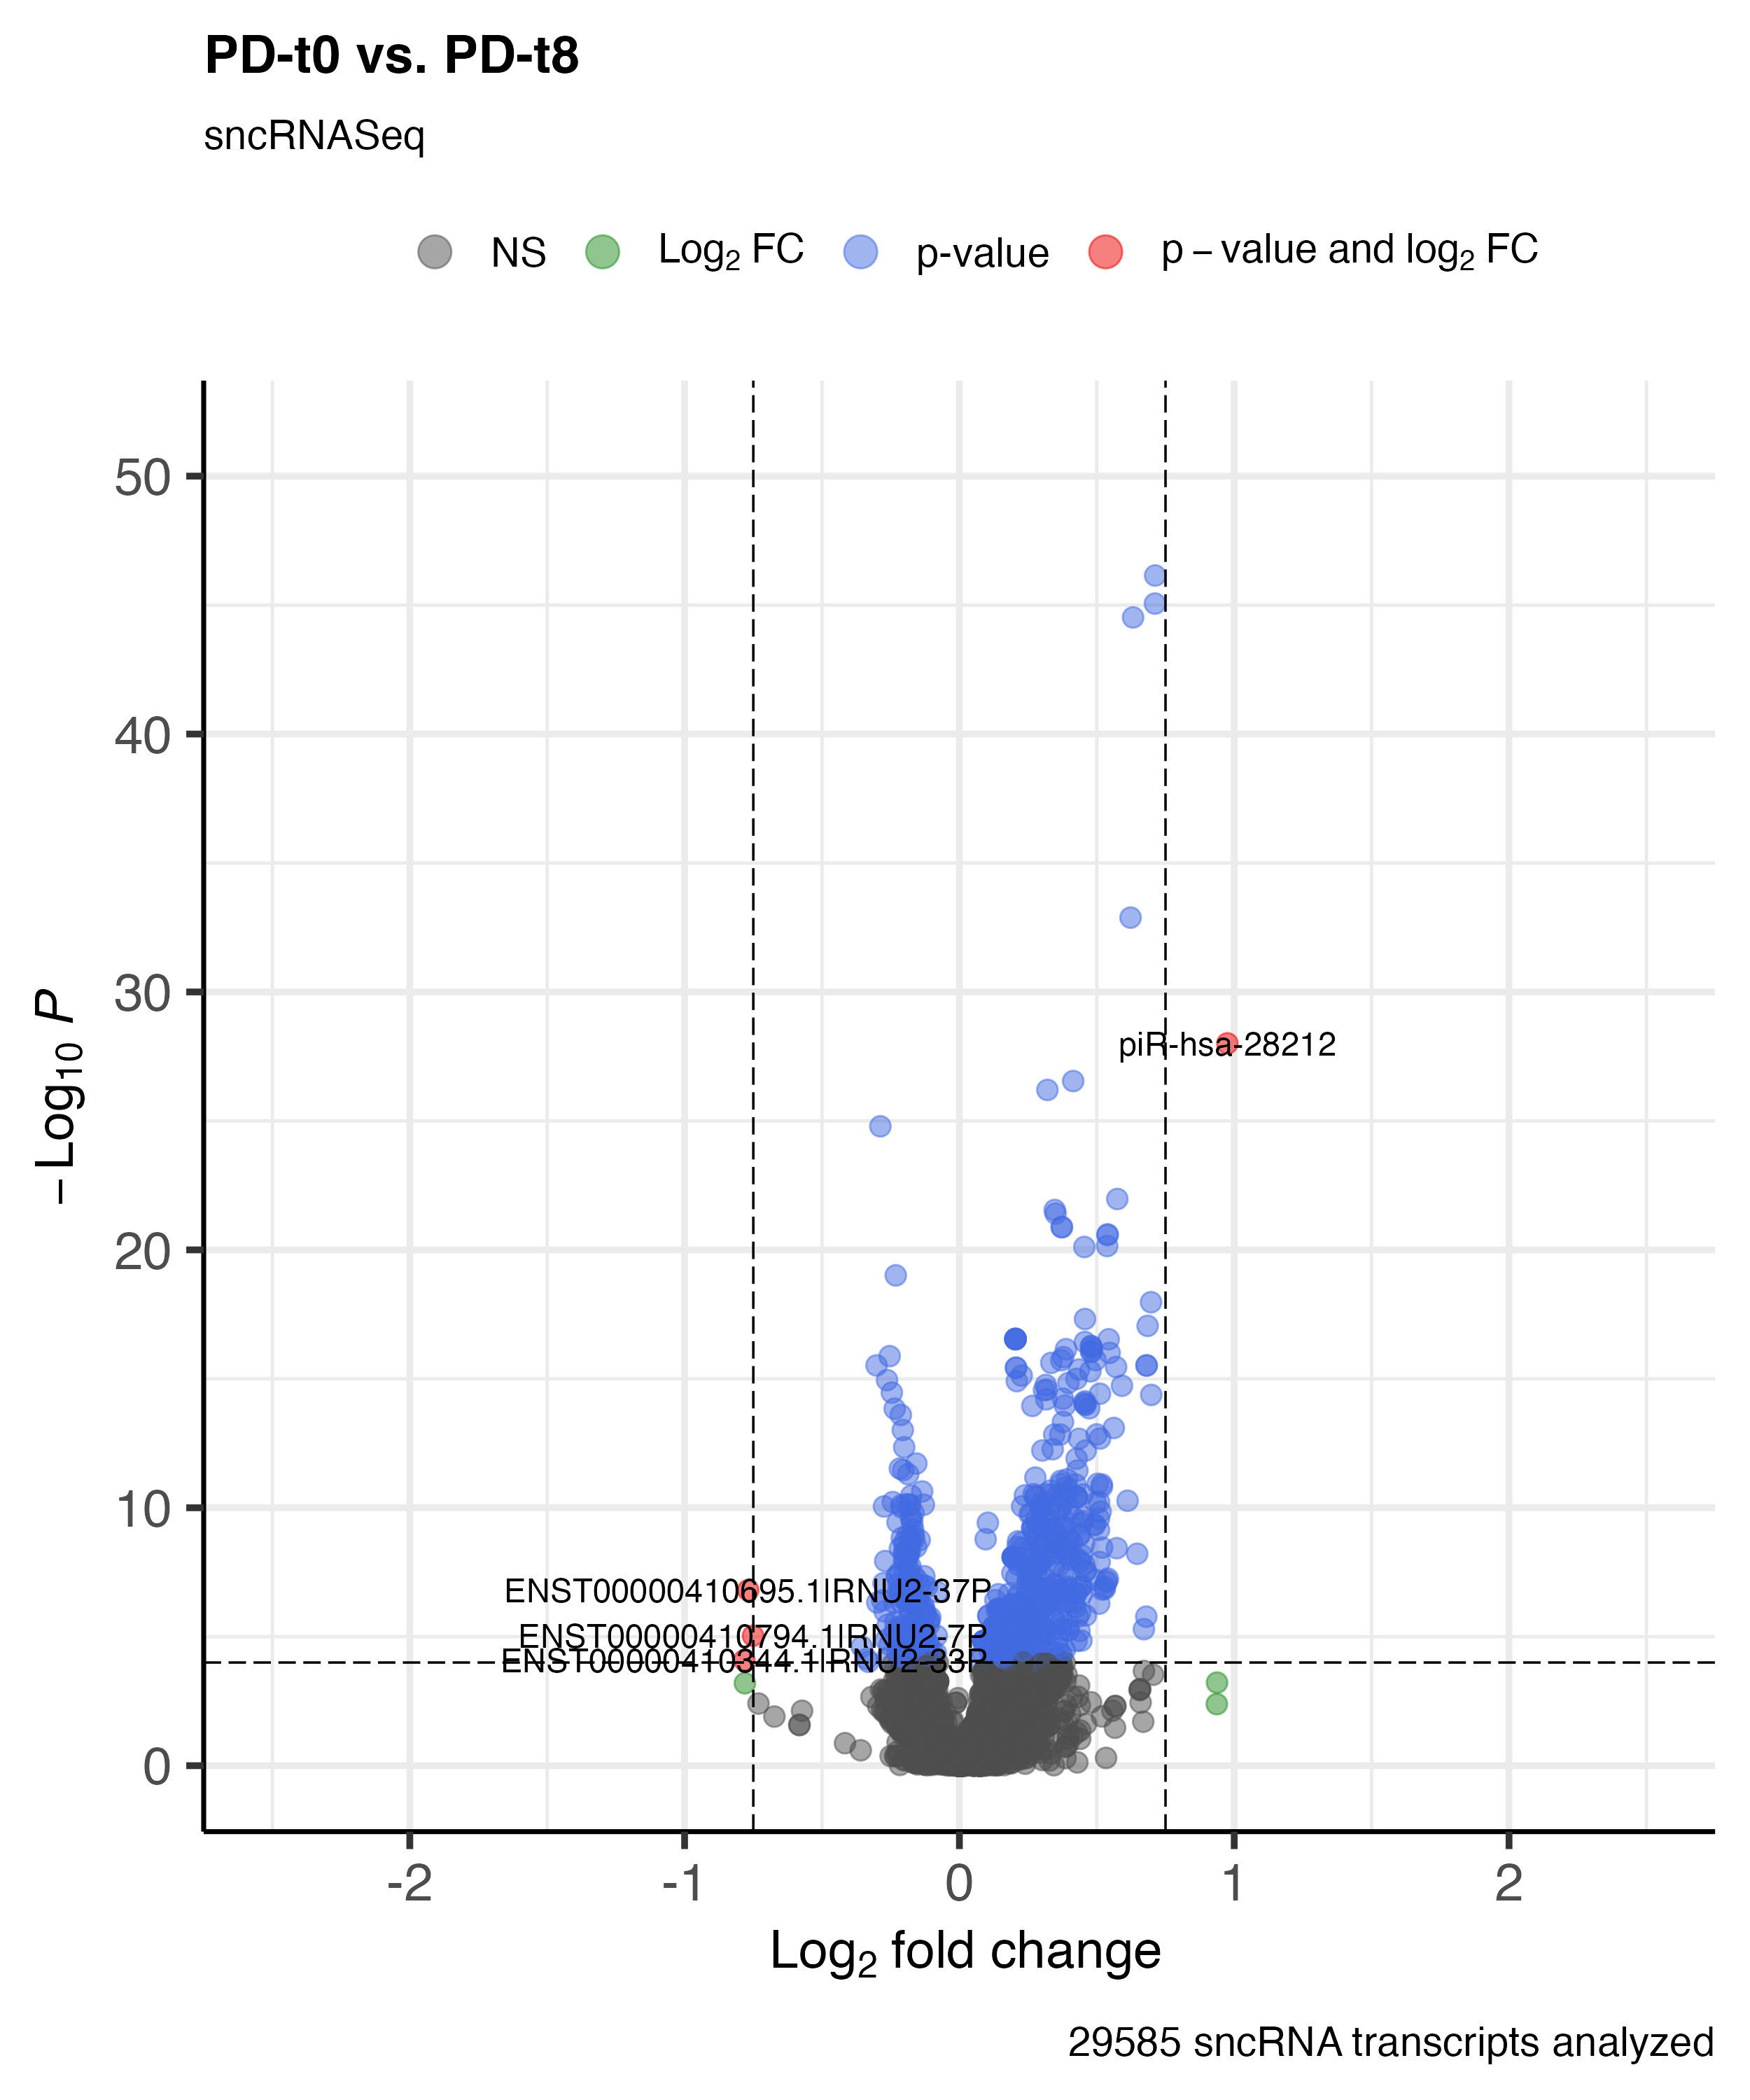 PD-t0 vs. PD-t8
sncRNASeq
NS Log2 FC p-value p – value and log2 FC
50
40
30
20
10
0
– Log10 P
piR-hsa-28212
ENST00000410695.1|RNU2-37P
ENST00000410794.1|RNU2-7P
ENST00000410344.1|RNU2-33P
-2 -1 0 1 2
Log2 fold change
29585 sncRNA transcripts analyzed